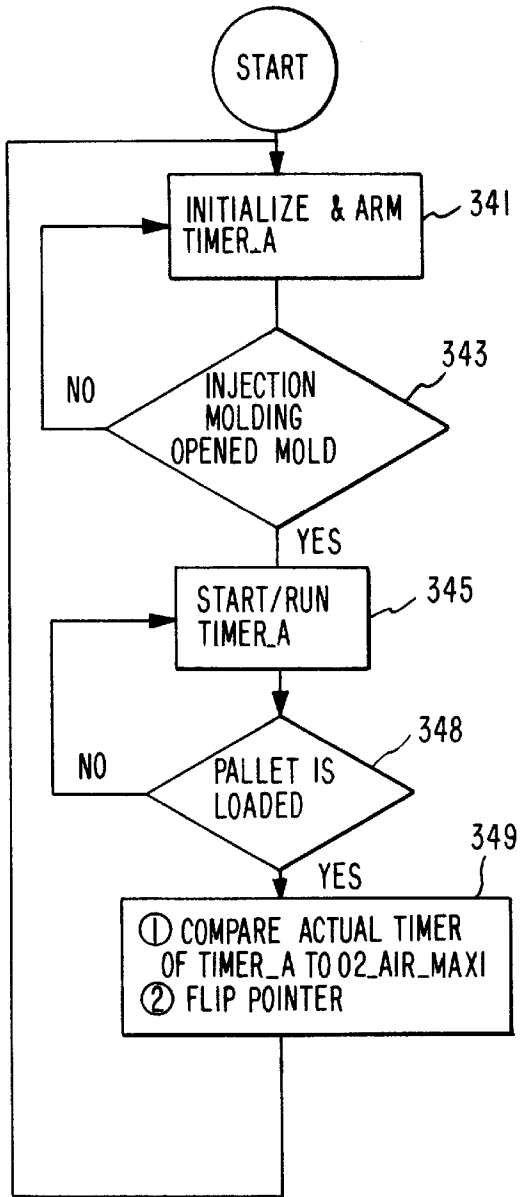 START
INITIALIZE & ARM
TIMER_A
341
343
NO
INJECTION
MOLDING
OPENED MOLD
YES
START/RUN
TIMER_A
345
348
NO
PALLET IS
LOADED
349
YES
① COMPARE ACTUAL TIMER
OF TIMER_A TO 02_AIR_MAX1
② FLIP POINTER